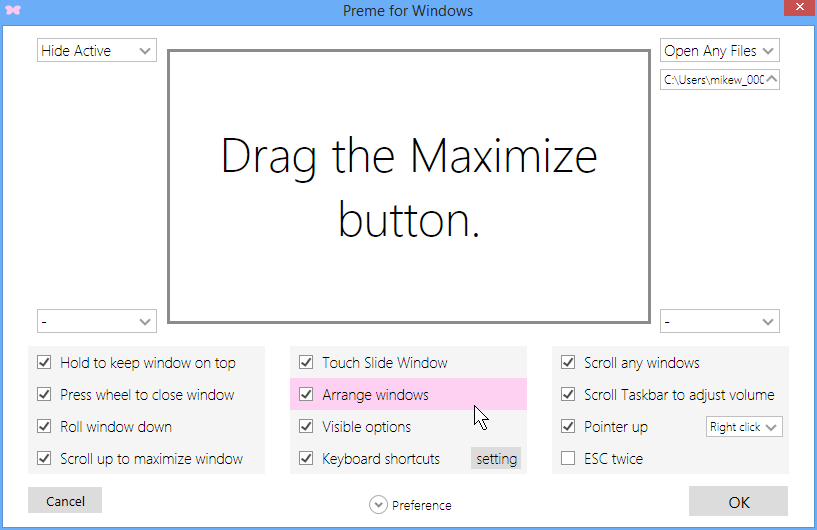 Preme for Windows
Hide Active
Open Any Files
C:\Users\mikew_000
Drag the Maximize
button.
-
-
Hold to keep window on top
Press wheel to close window
Roll window down
Scroll up to maximize window
Touch Slide Window
Arrange windows
Visible options
Keyboard shortcuts setting
Scroll any windows
Scroll Taskbar to adjust volume
Pointer up Right click
ESC twice
Cancel
Preference
OK